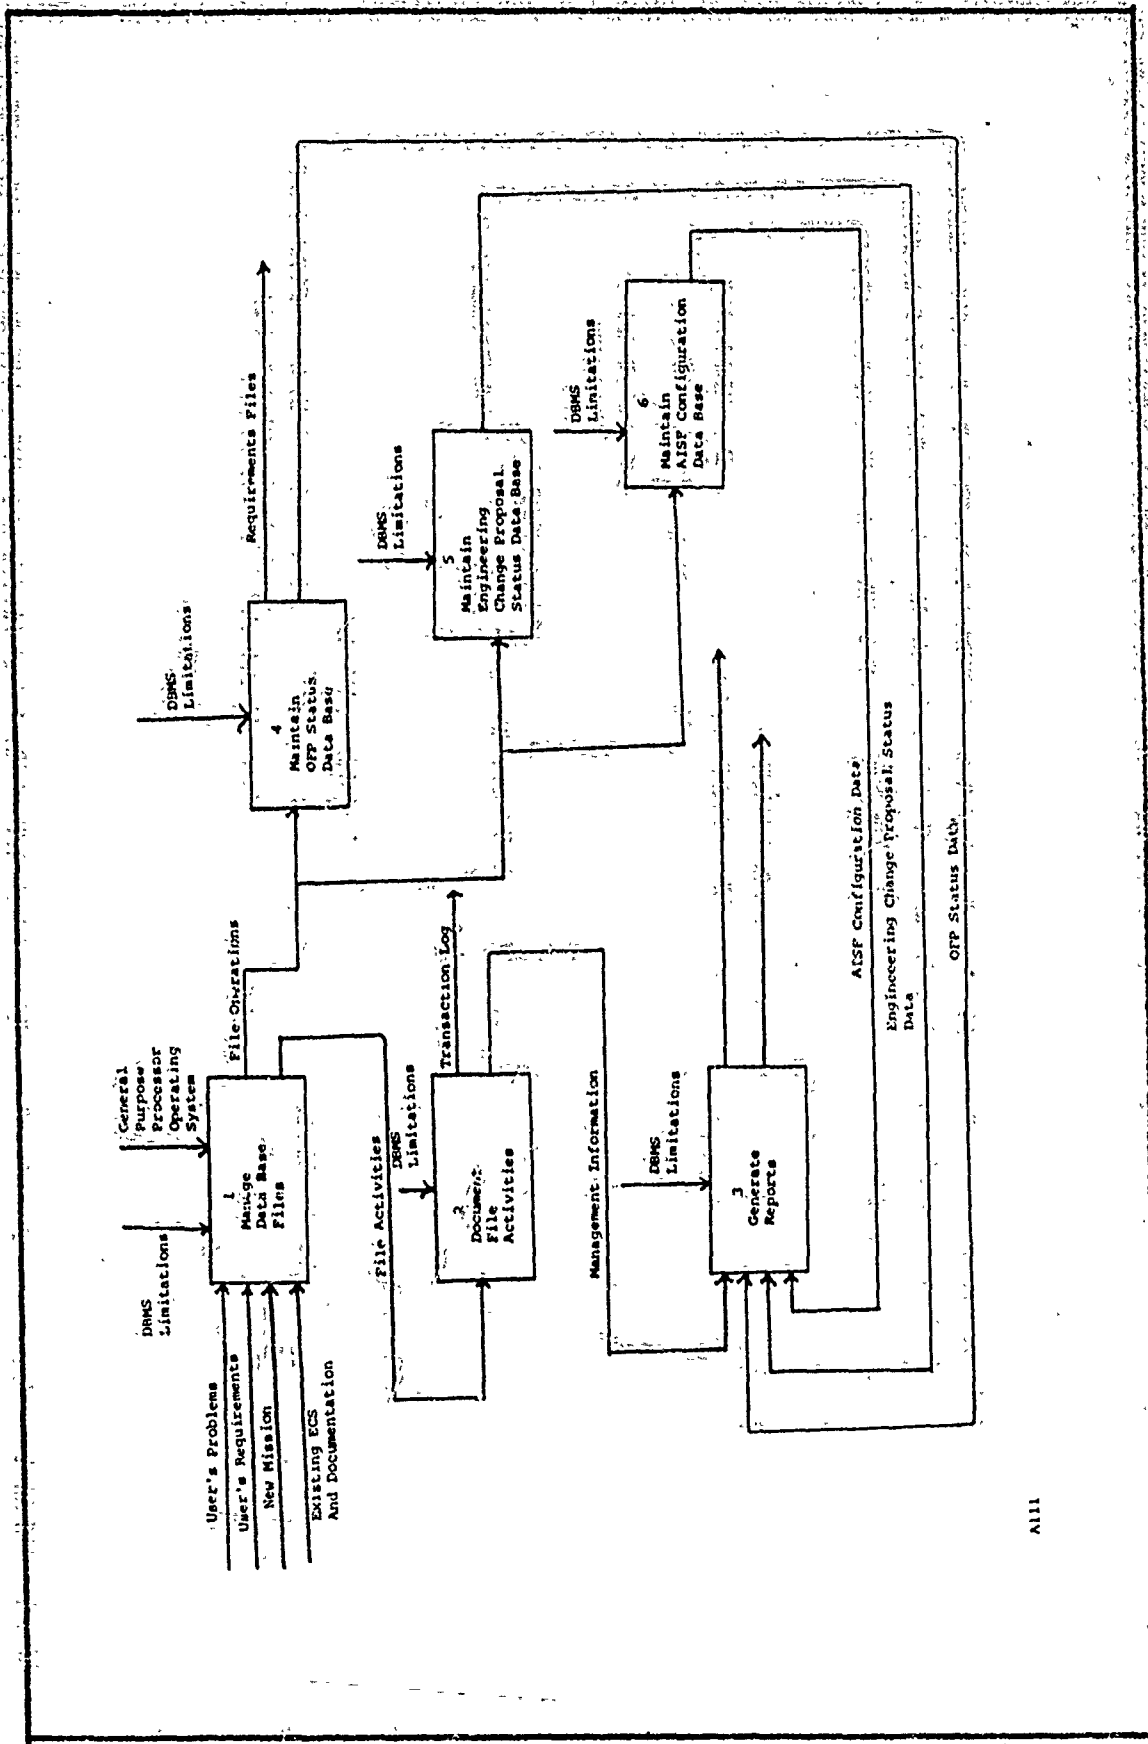 User's Problems
User's Requirements
New Mission
Existing ECS
And Documentation
DBMS
Limitations
General
Purpose
Processor
Operating
System
1
Manage
Data Base
Files
File Operations
File Activities
DBMS
Limitations
2
Document
File
Activities
Transaction Log
Management Information
DBMS
Limitations
3
Generate
Reports
DBMS
Limitations
4
Maintain
OFP Status
Data Base
Requirements Files
DBMS
Limitations
5
Maintain
Engineering
Change Proposal
Status Data Base
DBMS
Limitations
6
Maintain
AISF Configuration
Data Base
AISF Configuration Data
Engineering Change Proposal Status
Data
OFP Status Data
A111